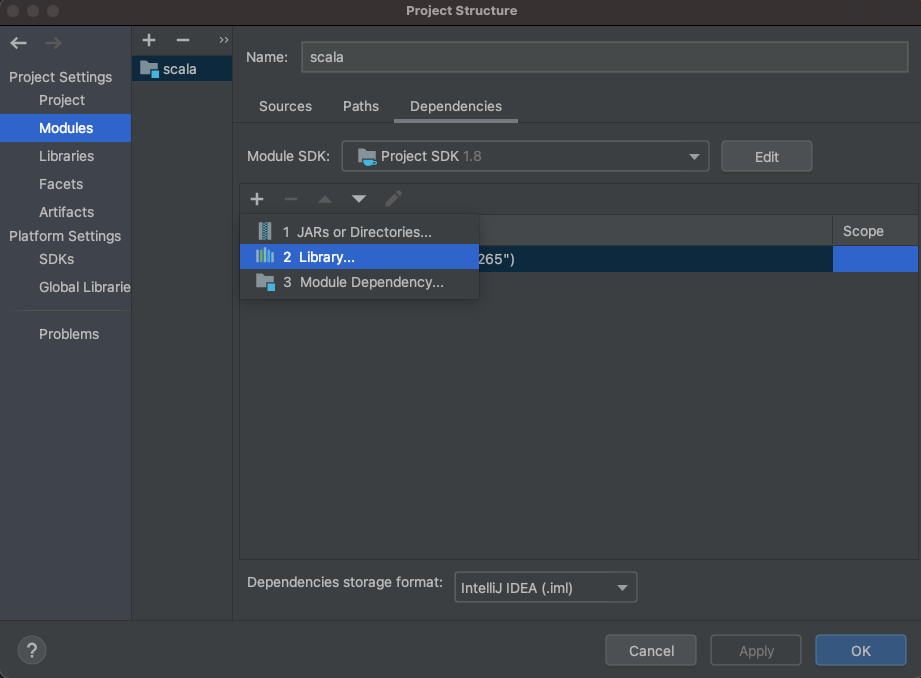 Project Structure
Project Settings
Project
Modules
Libraries
Facets
Artifacts
Platform Settings
SDKs
Global Librarie
Problems
scala
Name: scala
Sources Paths Dependencies
Module SDK: Project SDK 1.8 Edit
Scope
1 JARs or Directories...
2 Library...
265")
3 Module Dependency...
Dependencies storage format: IntelliJ IDEA (.iml)
? Cancel Apply OK